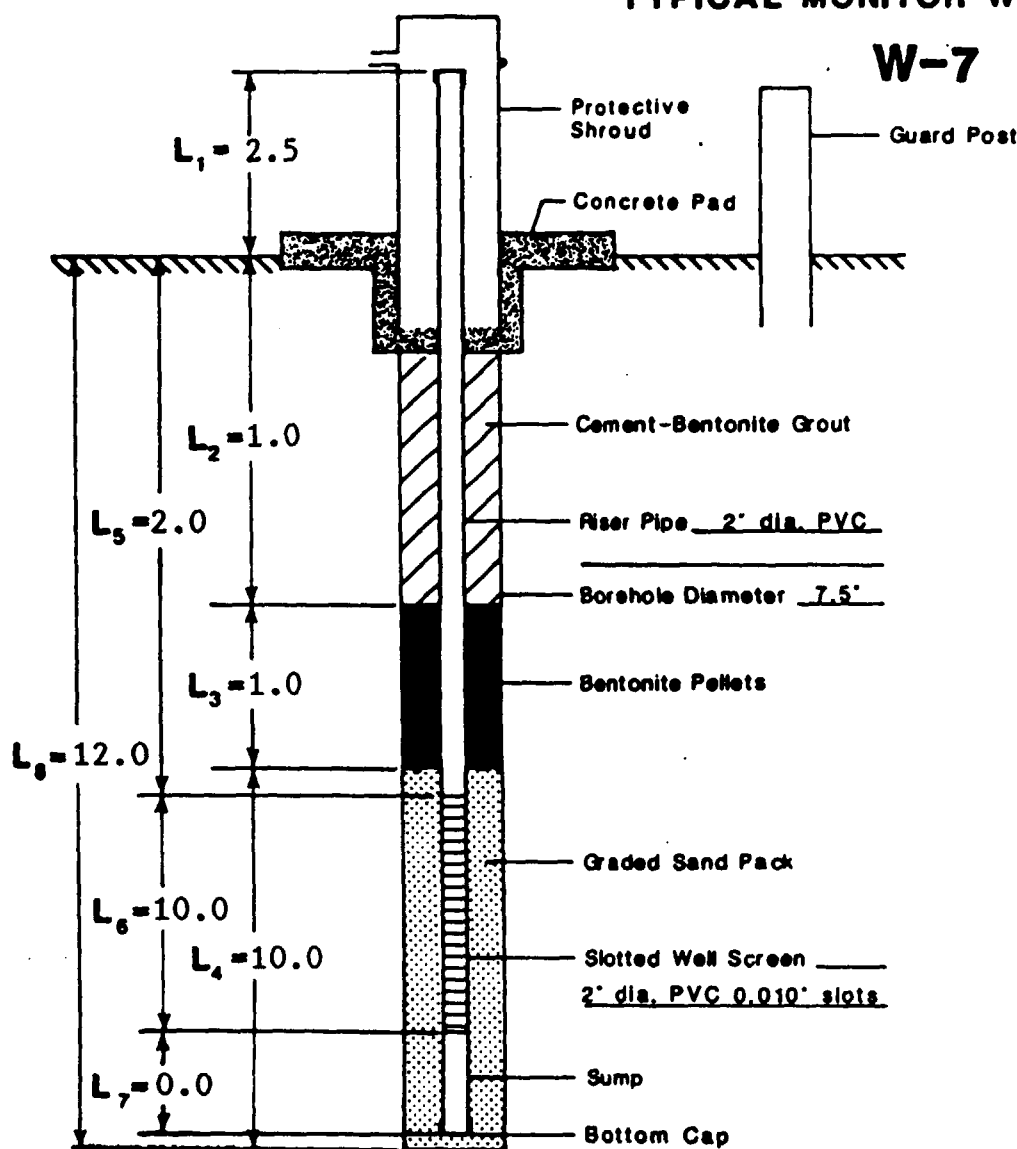 TYPICAL MONITOR W
W-7
Protective
Shroud
Guard Post
L₁= 2.5
Concrete Pad
L₂=1.0
Cement-Bentonite Grout
L₅=2.0
Riser Pipe 2" dia. PVC
Borehole Diameter 7.5"
L₃=1.0
Bentonite Pellets
L₈=12.0
Graded Sand Pack
L₆=10.0
L₄=10.0
Slotted Well Screen
2" dia. PVC 0.010" slots
L₇=0.0
Sump
Bottom Cap